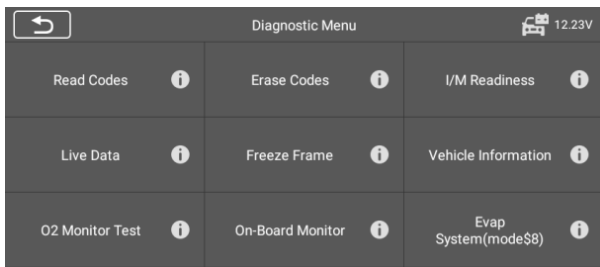 Diagnostic Menu
12.23V
Read Codes
Erase Codes
I/M Readiness
Live Data
Freeze Frame
Vehicle Information
O2 Monitor Test
On-Board Monitor
Evap
System(mode$8)